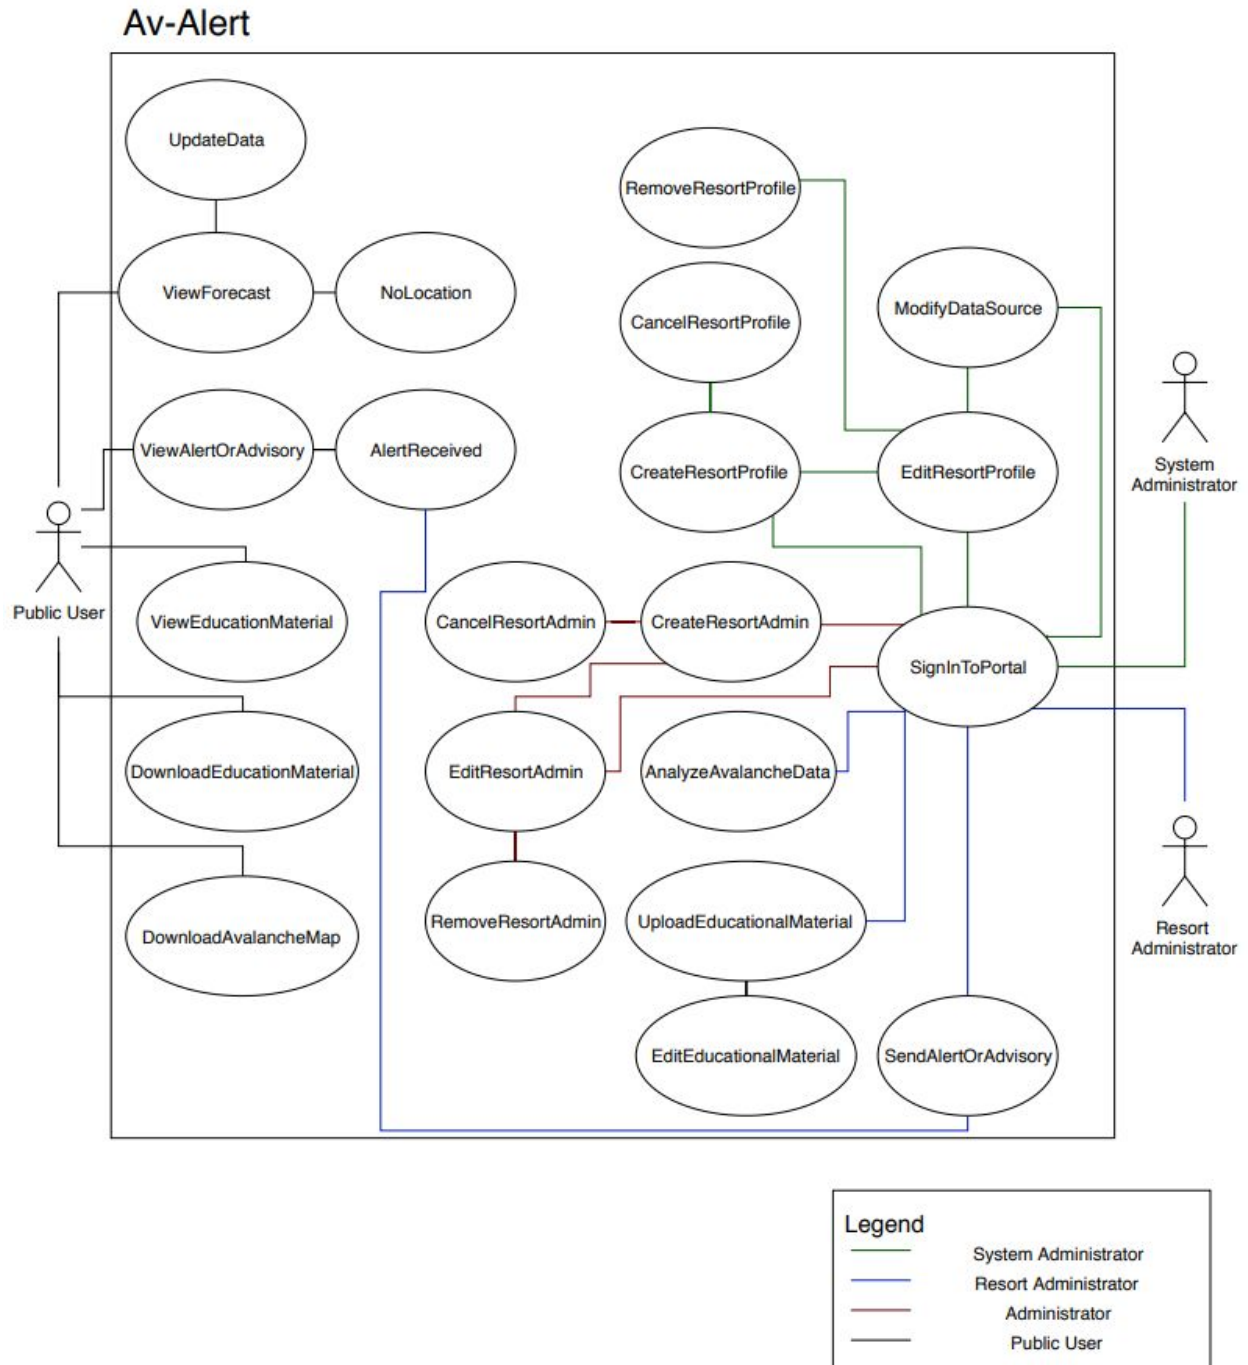 Av-Alert
UpdateData
RemoveResortProfile
ViewForecast
NoLocation
CancelResortProfile
ModifyDataSource
ViewAlertOrAdvisory
AlertReceived
CreateResortProfile
EditResortProfile
System
Administrator
Public User
ViewEducationMaterial
CancelResortAdmin
CreateResortAdmin
SignInToPortal
DownloadEducationMaterial
EditResortAdmin
AnalyzeAvalancheData
DownloadAvalancheMap
RemoveResortAdmin
UploadEducationalMaterial
Resort
Administrator
EditEducationalMaterial
SendAlertOrAdvisory
Legend
System Administrator
Resort Administrator
Administrator
Public User